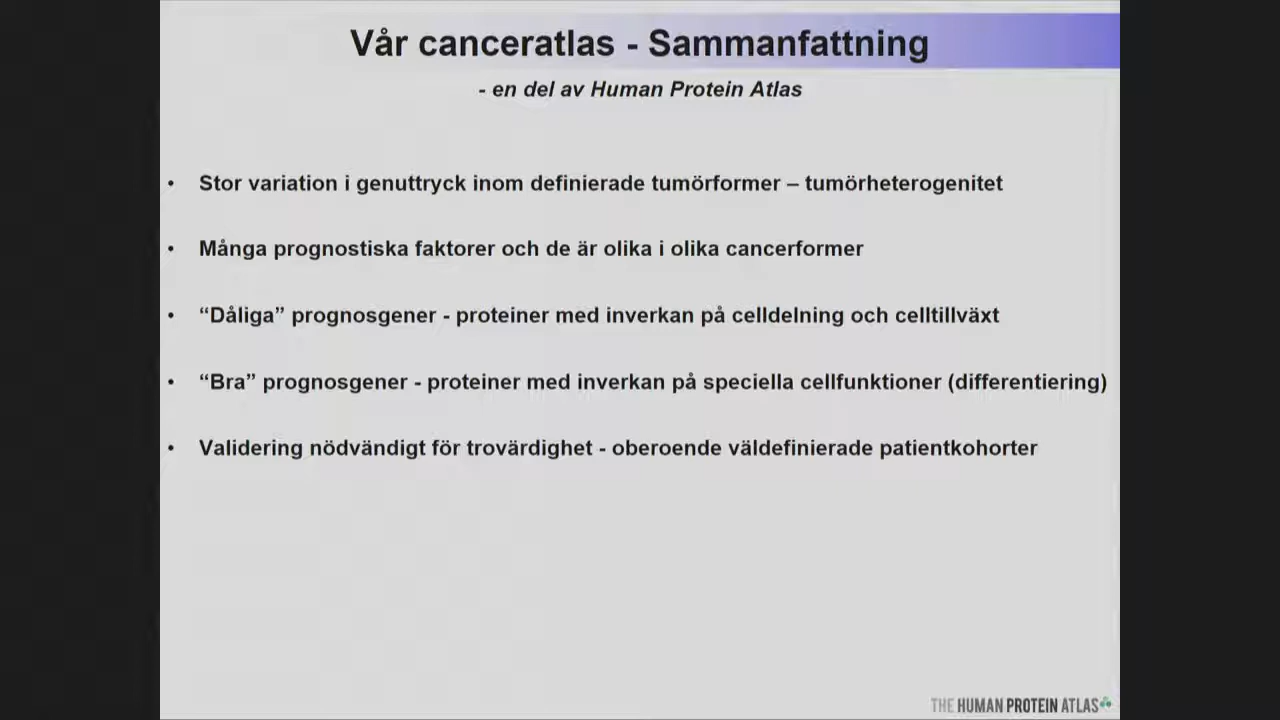 Vår canceratlas - Sammanfattning
- en del av Human Protein Atlas
• Stor variation i genuttryck inom definierade tumörformer – tumörheterogenitet
• Många prognostiska faktorer och de är olika i olika cancerformer
• “Dåliga” prognosgener - proteiner med inverkan på celldelning och celltillväxt
• “Bra” prognosgener - proteiner med inverkan på speciella cellfunktioner (differentiering)
• Validering nödvändigt för trovärdighet - oberoende väldefinierade patientkohorter
THE HUMAN PROTEIN ATLAS